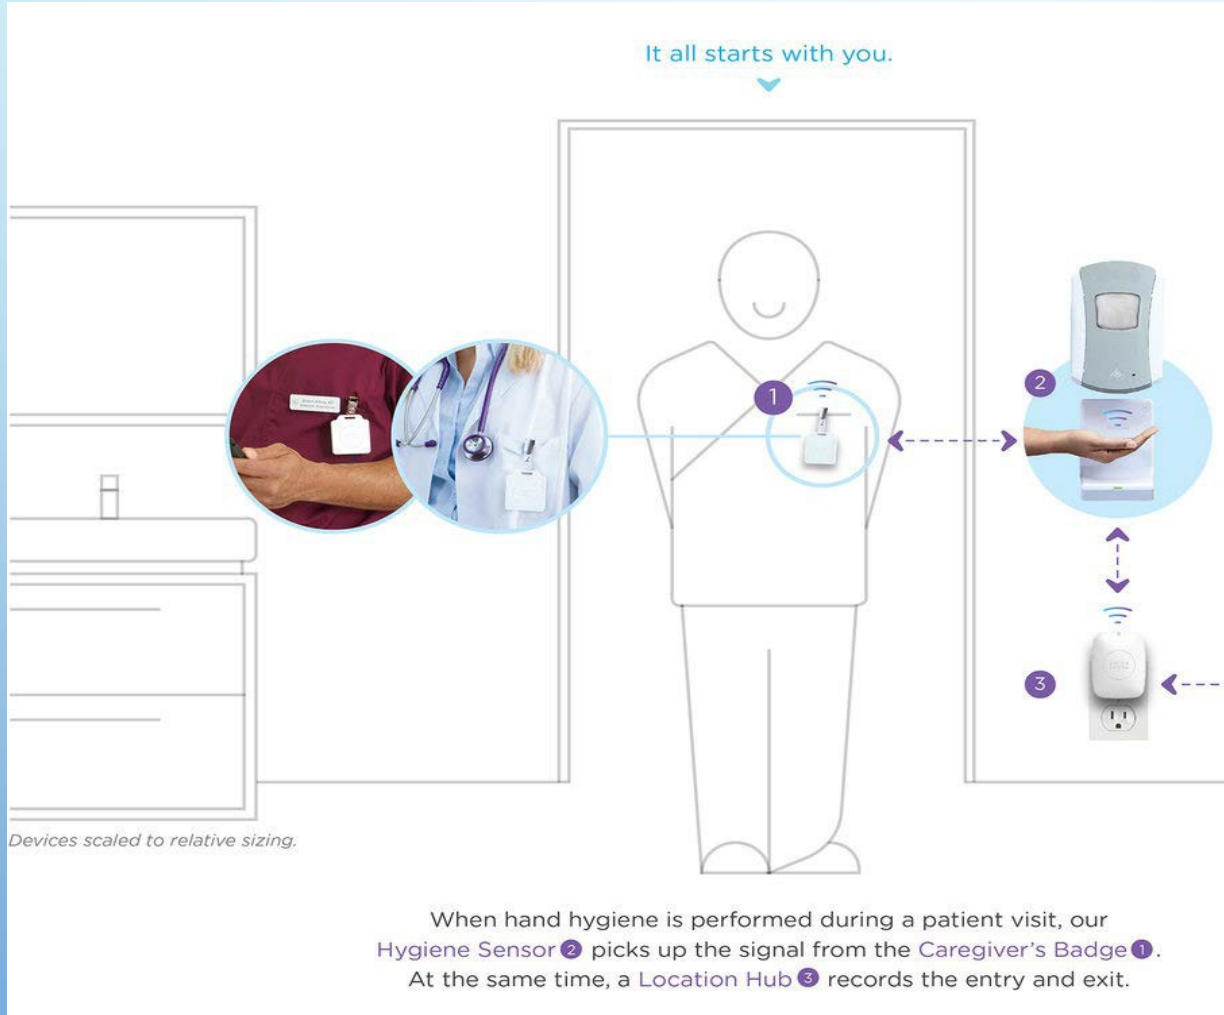 It all starts with you.
1
2
3
Devices scaled to relative sizing.
When hand hygiene is performed during a patient visit, our
Hygiene Sensor 2 picks up the signal from the Caregiver's Badge 1.
At the same time, a Location Hub 3 records the entry and exit.